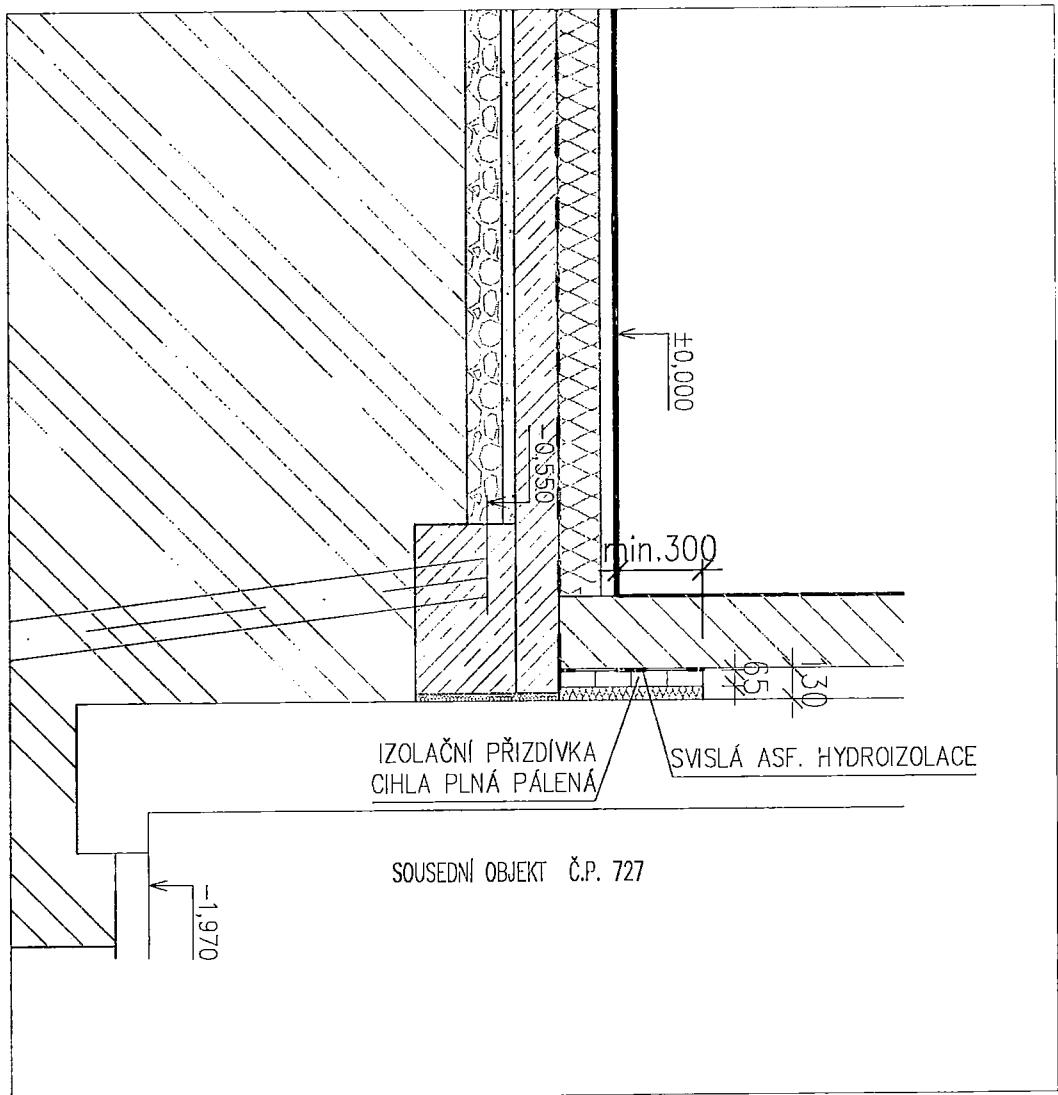 ±0,000
-0,550
min.300
65
130
IZOLAČNÍ PŘIZDÍVKA
CIHLA PLNÁ PÁLENÁ
SVISLÁ ASF. HYDROIZOLACE
SOUSEDNÍ OBJEKT Č.P. 727
-1,970